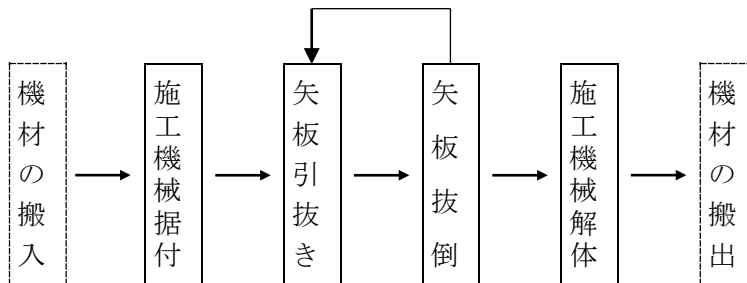 機材の搬入
施工機械据付
矢板引抜き
矢板抜倒
施工機械解体
機材の搬出